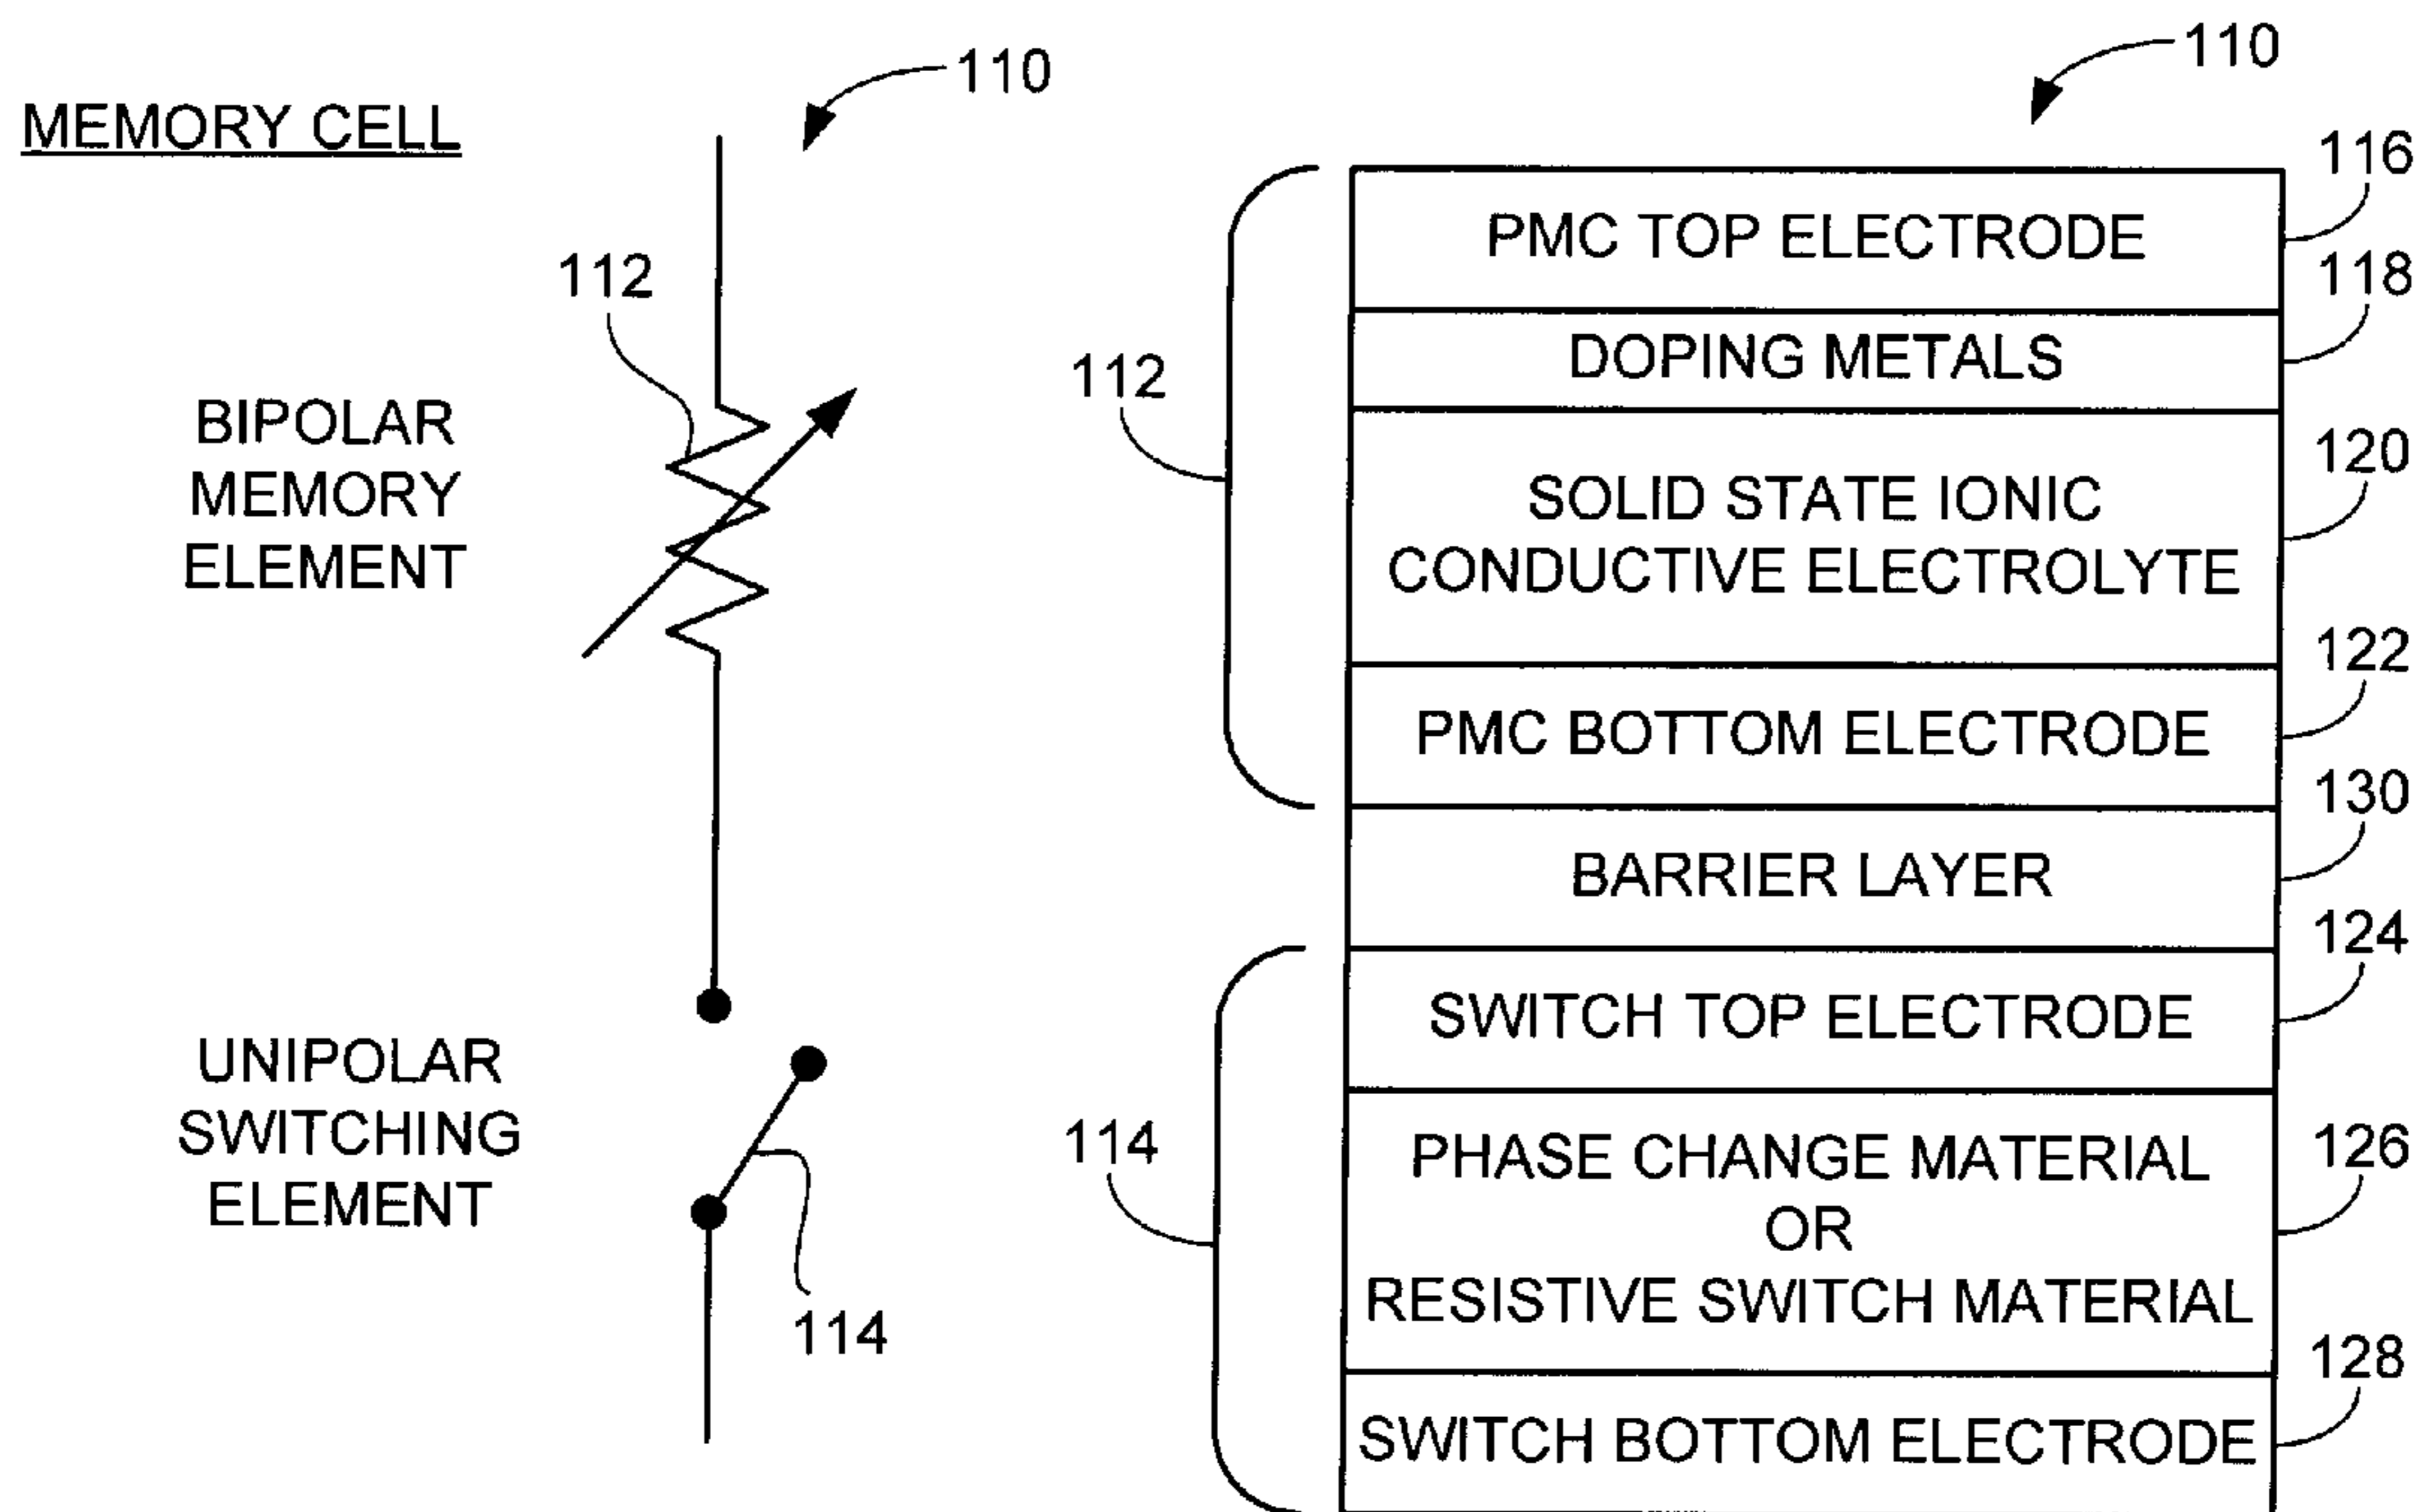 MEMORY CELL
110
112
BIPOLAR
MEMORY
ELEMENT
UNIPOLAR
SWITCHING
ELEMENT
114
110
112
114
PMC TOP ELECTRODE
116
DOPING METALS
118
SOLID STATE IONIC
CONDUCTIVE ELECTROLYTE
120
PMC BOTTOM ELECTRODE
122
BARRIER LAYER
130
SWITCH TOP ELECTRODE
124
PHASE CHANGE MATERIAL
OR
RESISTIVE SWITCH MATERIAL
126
SWITCH BOTTOM ELECTRODE
128